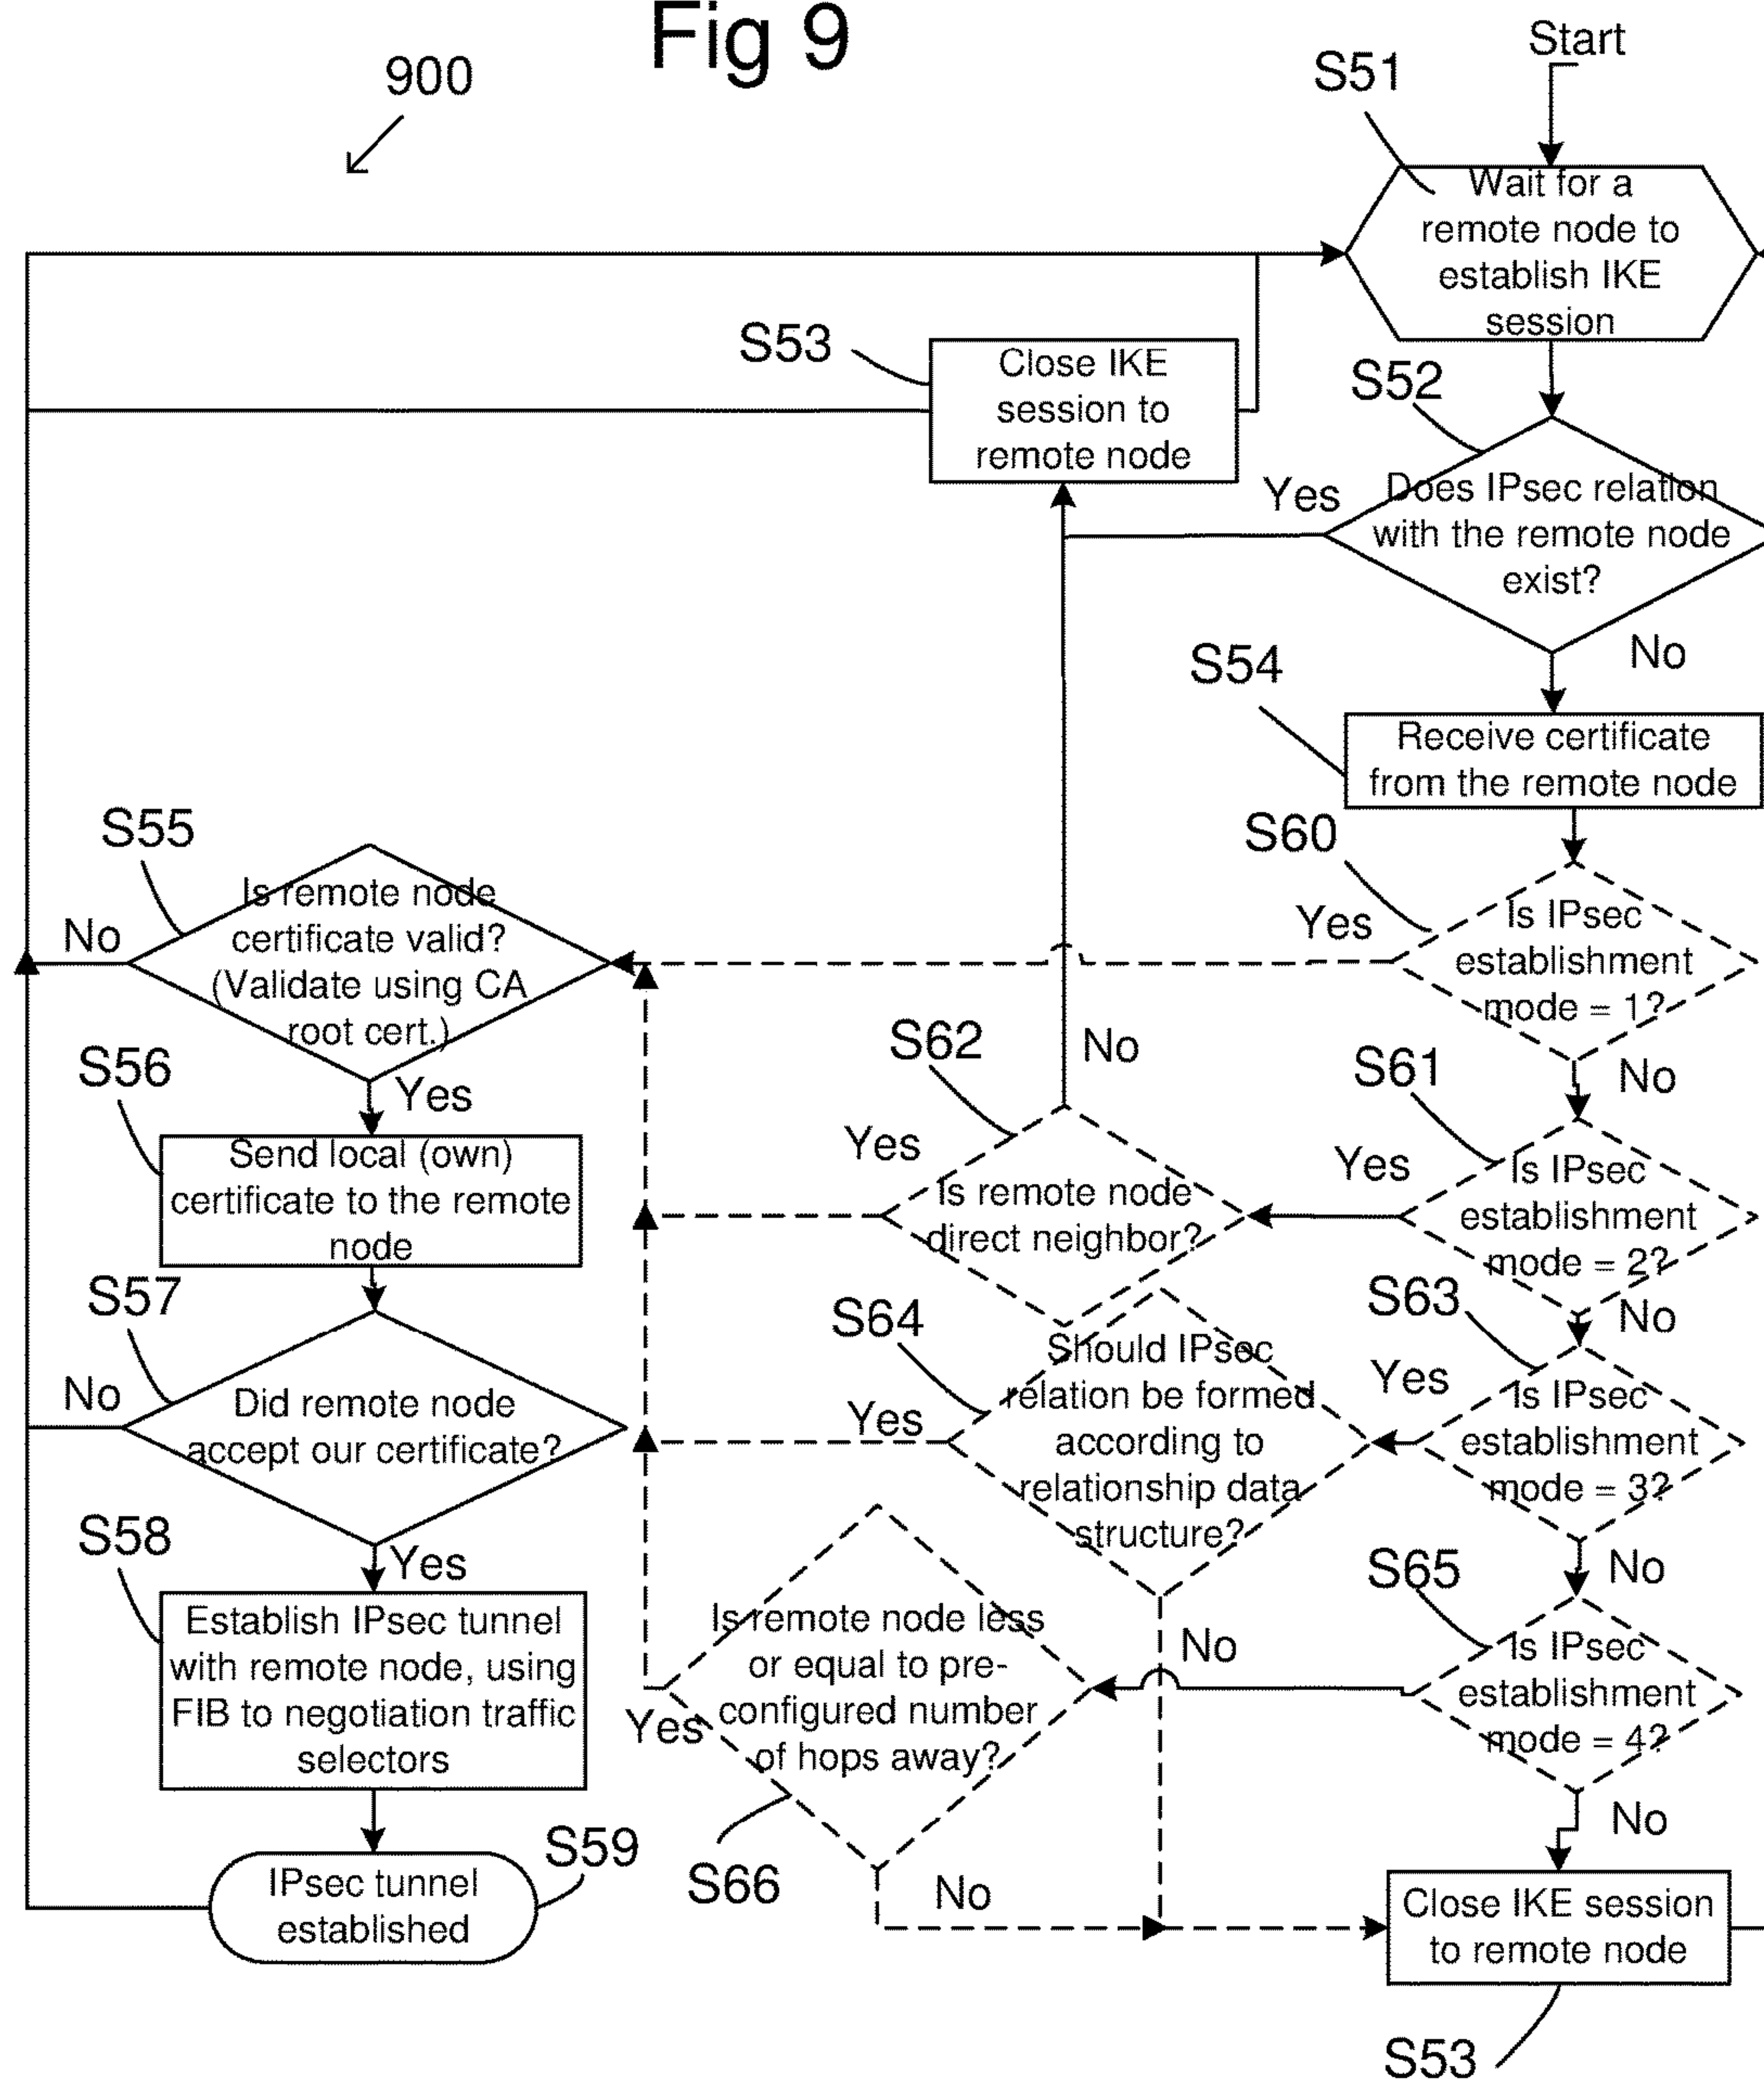 Fig 9
900
Start
S51
Wait for a
remote node to
establish IKE
session
S53
Close IKE
session to
remote node
S52
Yes
Does IPsec relation
with the remote node
exist?
No
S54
Receive certificate
from the remote node
S60
Yes
Is IPsec
establishment
mode = 1?
No
S55
No
Is remote node
certificate valid?
(Validate using CA
root cert.)
Yes
S56
Send local (own)
certificate to the remote
node
S62
No
Yes
Is remote node
direct neighbor?
S61
Yes
Is IPsec
establishment
mode = 2?
No
S57
No
Did remote node
accept our certificate?
Yes
S64
Yes
Should IPsec
relation be formed
according to
relationship data
structure?
No
S63
Yes
Is IPsec
establishment
mode = 3?
No
S58
Establish IPsec tunnel
with remote node, using
FIB to negotiation traffic
selectors
Is remote node less
or equal to pre-
configured number
of hops away?
Yes
S66
No
S65
Is IPsec
establishment
mode = 4?
No
IPsec tunnel
established
S59
Close IKE session
to remote node
S53